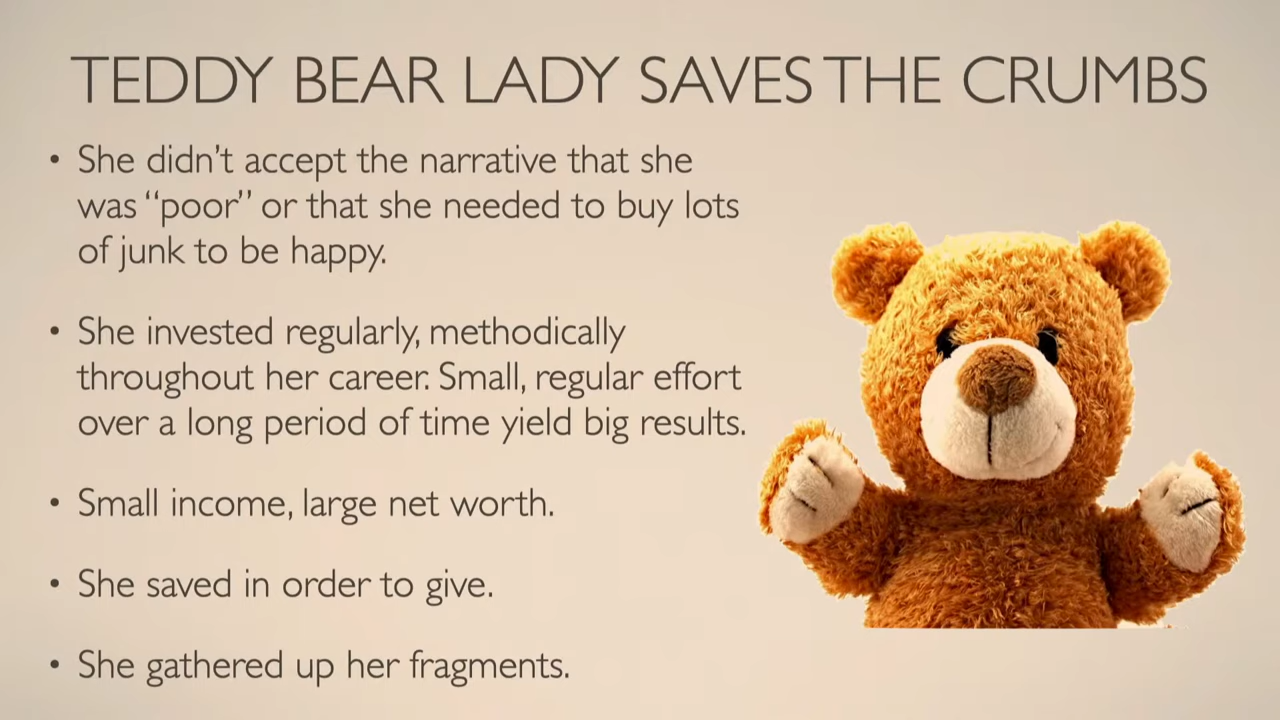 TEDDY BEAR LADY SAVES THE CRUMBS
• She didn’t accept the narrative that she
was “poor” or that she needed to buy lots
of junk to be happy.
• She invested regularly, methodically
throughout her career. Small, regular effort
over a long period of time yield big results.
• Small income, large net worth.
• She saved in order to give.
• She gathered up her fragments.